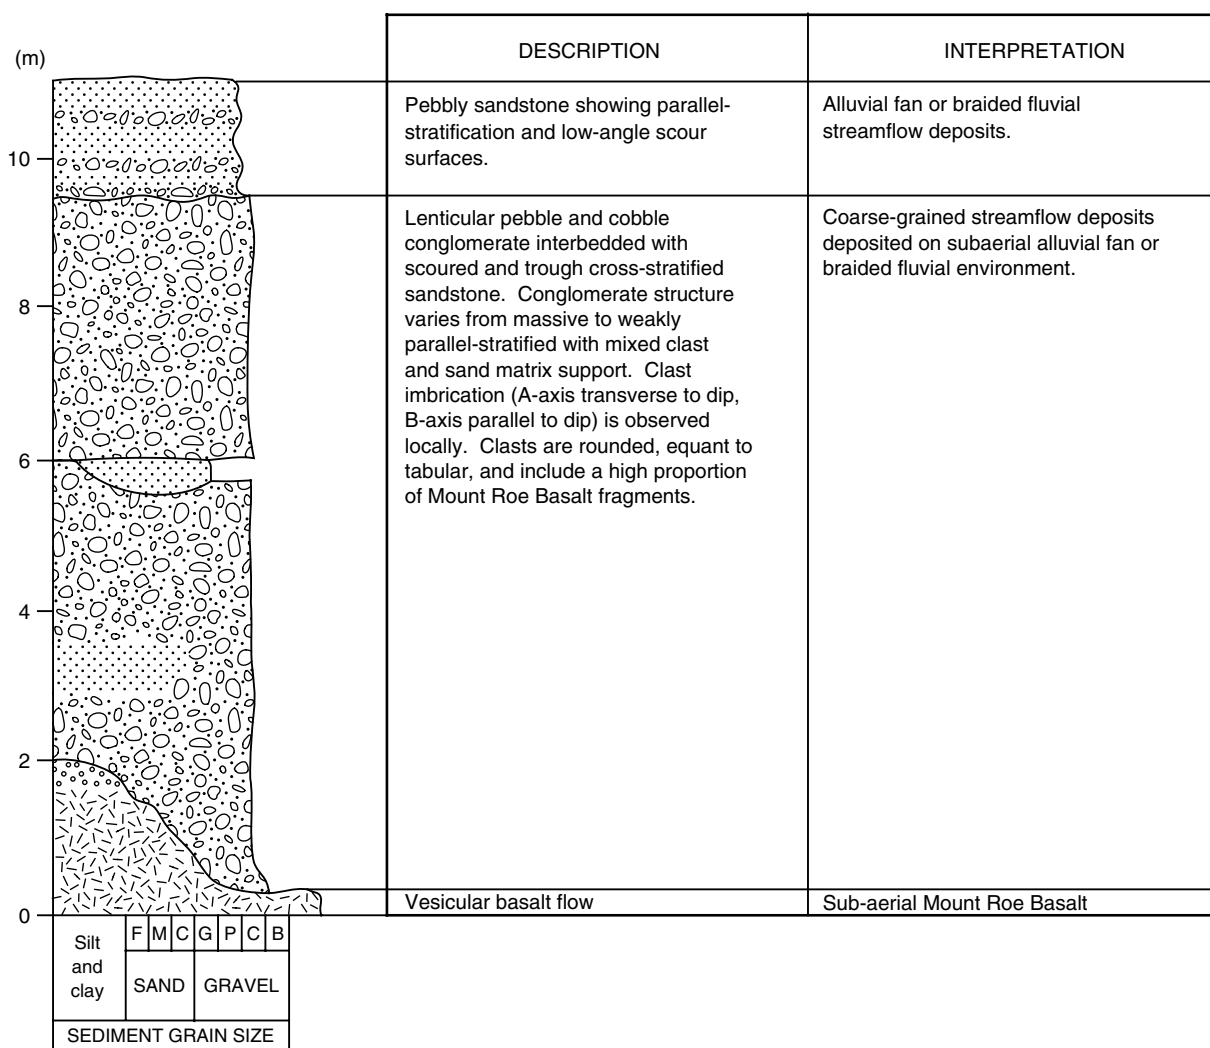 (m)
DESCRIPTION
INTERPRETATION
Pebbly sandstone showing parallel-
stratification and low-angle scour
surfaces.
Alluvial fan or braided fluvial
streamflow deposits.
10
Lenticular pebble and cobble
conglomerate interbedded with
scoured and trough cross-stratified
sandstone. Conglomerate structure
varies from massive to weakly
parallel-stratified with mixed clast
and sand matrix support. Clast
imbrication (A-axis transverse to dip,
B-axis parallel to dip) is observed
locally. Clasts are rounded, equant to
tabular, and include a high proportion
of Mount Roe Basalt fragments.
Coarse-grained streamflow deposits
deposited on subaerial alluvial fan or
braided fluvial environment.
8
6
4
2
0
Vesicular basalt flow
Sub-aerial Mount Roe Basalt
Silt
and
clay
F M C G P C B
SAND
GRAVEL
SEDIMENT GRAIN SIZE